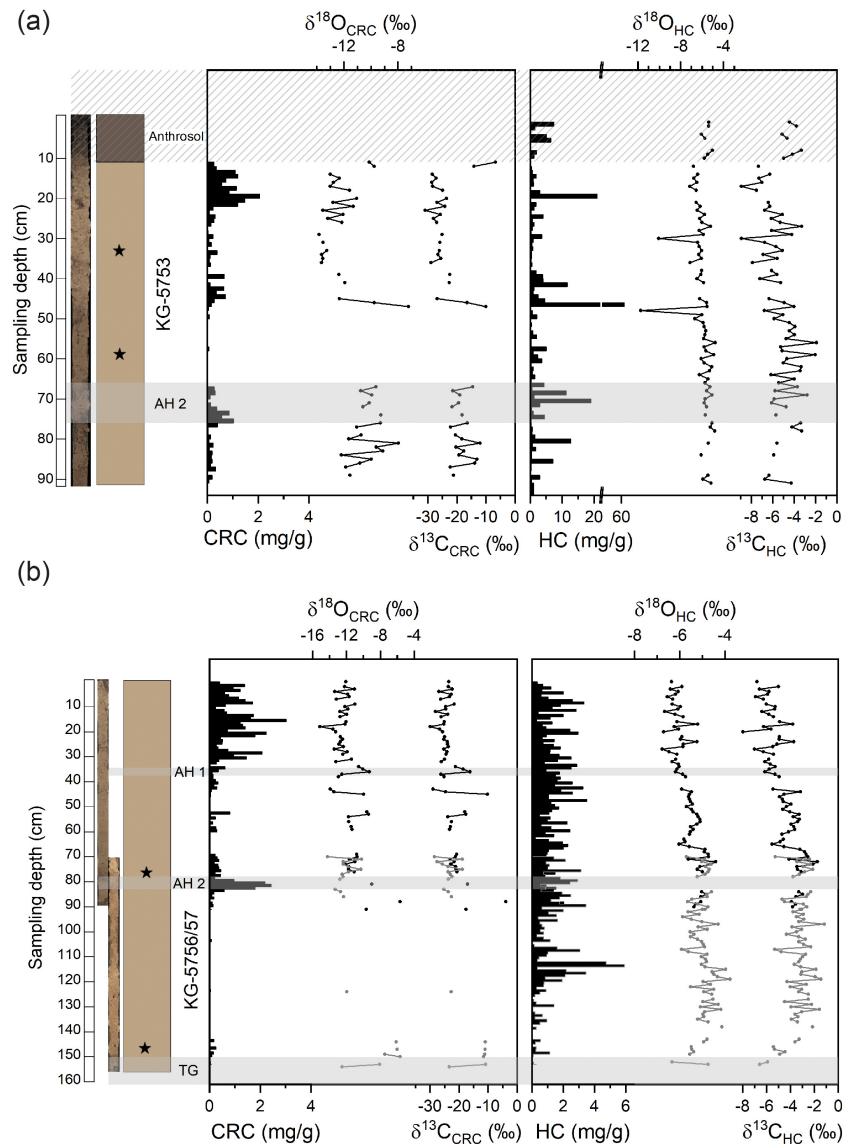 (a)
δ18OCRC (‰) δ18OHC (‰)
-12 -8 -12 -8 -4
Anthrosol
Sampling depth (cm)
10
20
30
40
50
60
70
80
90
KG-5753
AH 2
0 2 4 -30 -20 -10 0 0 10 20 60 -8 -6 -4 -2 0
CRC (mg/g) δ13CCRC (‰) HC (mg/g) δ13CHC (‰)
(b)
δ18OCRC (‰) δ18OHC (‰)
-16 -12 -8 -4 -8 -6 -4
Sampling depth (cm)
10
20
30
AH 1
40
50
60
70
80
AH 2
90
100
110
120
130
140
150
160
KG-5756/57
TG
0 2 4 -30 -20 -10 0 0 2 4 6 -8 -6 -4 -2 0
CRC (mg/g) δ13CCRC (‰) HC (mg/g) δ13CHC (‰)